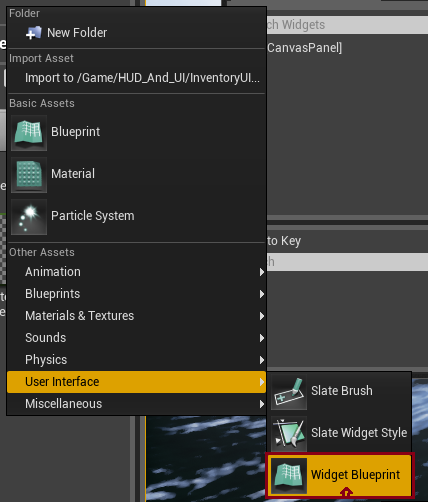 Folder
New Folder
Import Asset
Import to /Game/HUD_And_UI/InventoryUI...
Basic Assets
Blueprint
Material
Particle System
Other Assets
Animation
Blueprints
Materials & Textures
Sounds
Physics
User Interface
Miscellaneous
Slate Brush
Slate Widget Style
Widget Blueprint
ch Widgets
CanvasPanel]
to Key